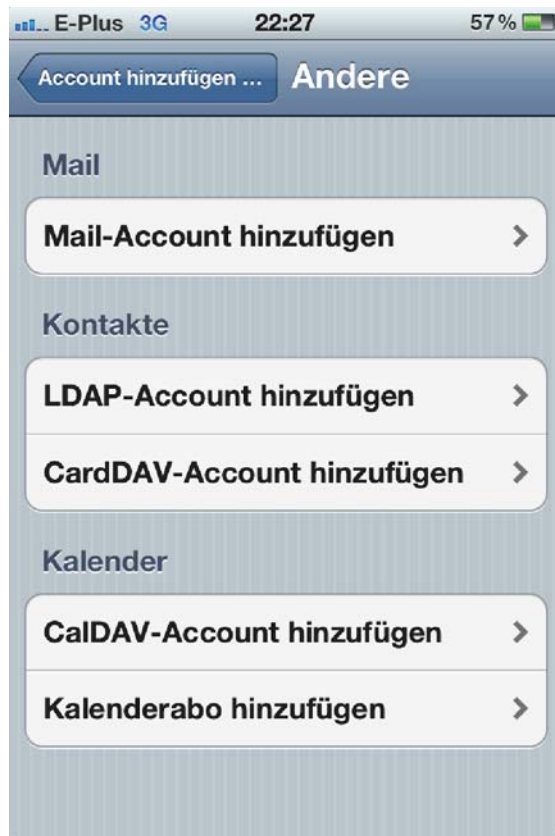 E-Plus 3G 22:27 57%
Account hinzufügen ... Andere
Mail
Mail-Account hinzufügen
Kontakte
LDAP-Account hinzufügen
CardDAV-Account hinzufügen
Kalender
CalDAV-Account hinzufügen
Kalenderabo hinzufügen